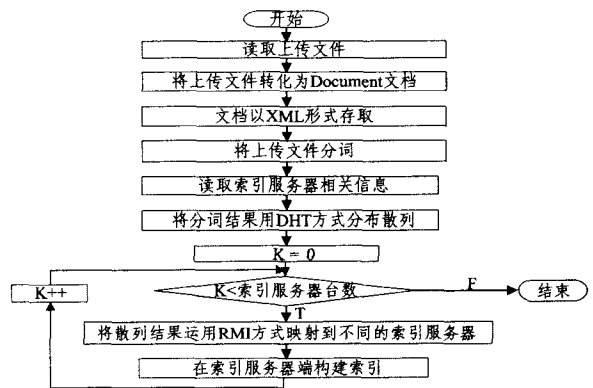 开始
读取上传文件
将上传文件转化为Document文档
文档以XML形式存取
将上传文件分词
读取索引服务器相关信息
将分词结果用DHT方式分布散列
K = 0
K++
K<索引服务器台数
F
结束
T
将散列结果运用RMI方式映射到不同的索引服务器
在索引服务器端构建索引